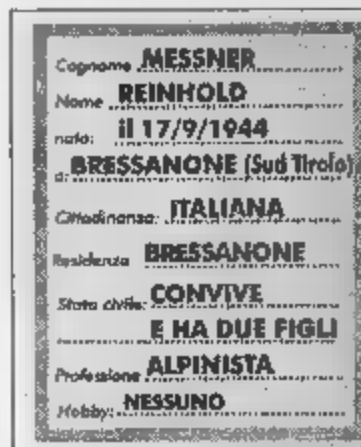 Cognome MESSNER
Nome REINHOLD
nato: il 17/9/1944
a: BRESSANONE (Sud Tirolo)
Cittadinanza: ITALIANA
Residenza BRESSANONE
Stato civile: CONVIVE
E HA DUE FIGLI
Professione ALPINISTA
Hobby: NESSUNO